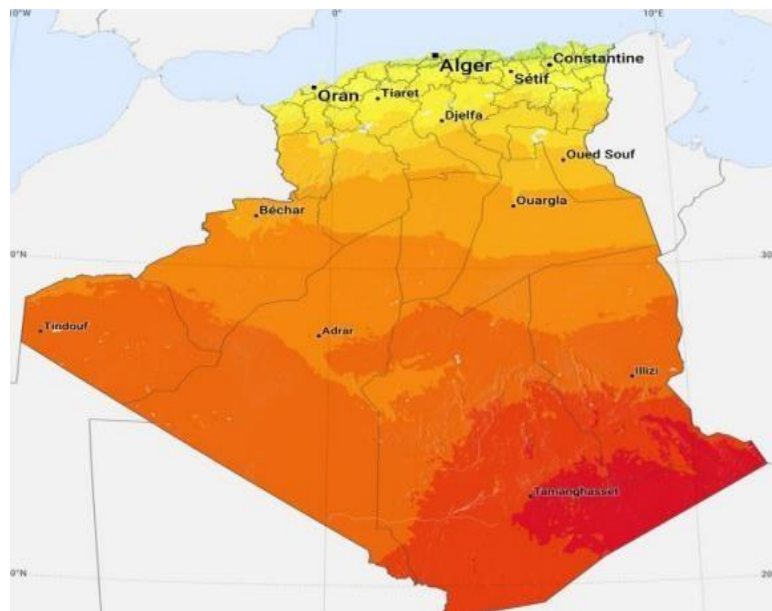 10°W
0°
10°E
Alger
Constantine
Sétif
Oran
Tiaret
Djelfa
Oued Souf
Ouargla
Béchar
0°N
30
Tindouf
Adrar
Illizi
Tamanghasset
0°N
20